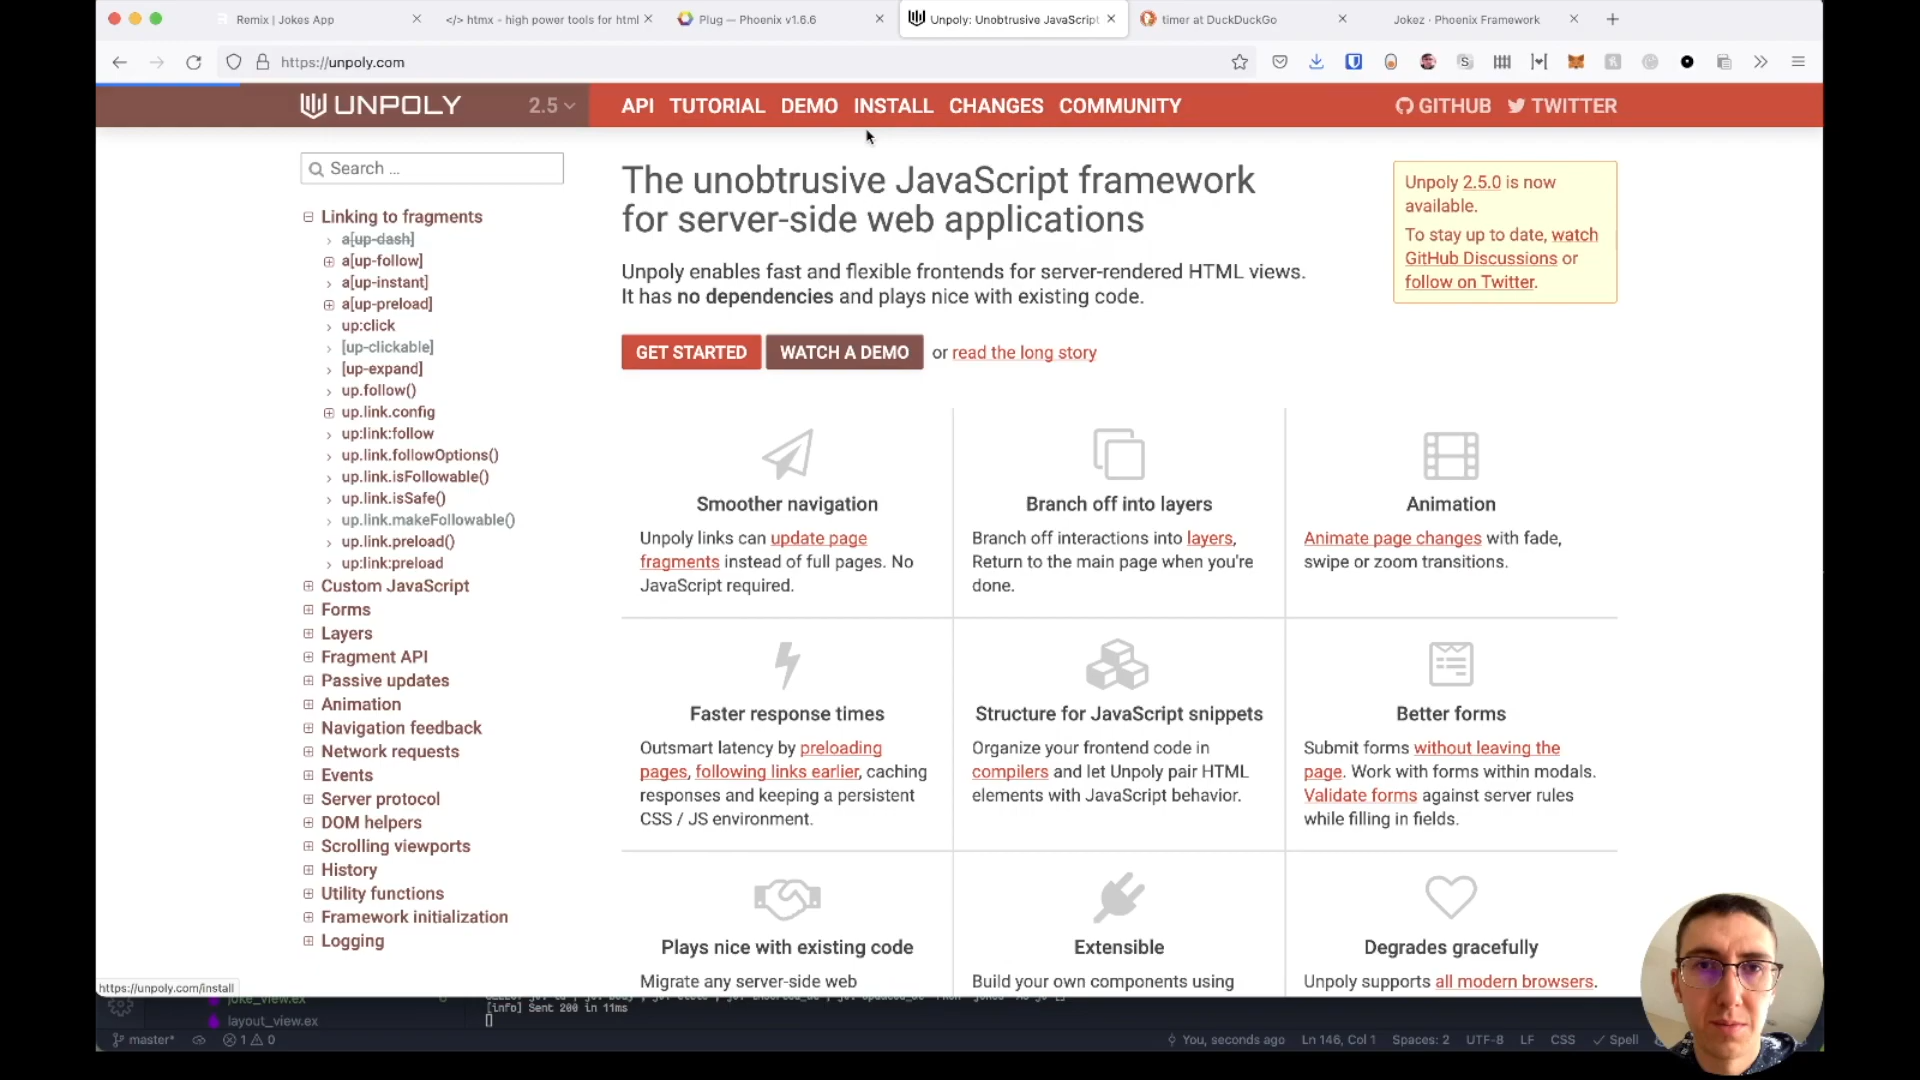 Remix | Jokes App
</> htmx - high power tools for html
Plug — Phoenix v1.6.6
Unpoly: Unobtrusive JavaScript
timer at DuckDuckGo
Jokez · Phoenix Framework
https://unpoly.com
UNPOLY
2.5
API TUTORIAL DEMO INSTALL CHANGES COMMUNITY
GITHUB TWITTER
Search ...
Linking to fragments
a[up-dash]
a[up-follow]
a[up-instant]
a[up-preload]
up:click
[up-clickable]
[up-expand]
up.follow()
up.link.config
up:link:follow
up.link.followOptions()
up.link.isFollowable()
up.link.isSafe()
up.link.makeFollowable()
up.link.preload()
up:link:preload
Custom JavaScript
Forms
Layers
Fragment API
Passive updates
Animation
Navigation feedback
Network requests
Events
Server protocol
DOM helpers
Scrolling viewports
History
Utility functions
Framework initialization
Logging
The unobtrusive JavaScript framework
for server-side web applications
Unpoly enables fast and flexible frontends for server-rendered HTML views.
It has no dependencies and plays nice with existing code.
GET STARTED
WATCH A DEMO
or read the long story
Unpoly 2.5.0 is now
available.
To stay up to date, watch
GitHub Discussions or
follow on Twitter.
Smoother navigation
Unpoly links can update page
fragments instead of full pages. No
JavaScript required.
Branch off into layers
Branch off interactions into layers,
Return to the main page when you're
done.
Animation
Animate page changes with fade,
swipe or zoom transitions.
Faster response times
Outsmart latency by preloading
pages, following links earlier, caching
responses and keeping a persistent
CSS / JS environment.
Structure for JavaScript snippets
Organize your frontend code in
compilers and let Unpoly pair HTML
elements with JavaScript behavior.
Better forms
Submit forms without leaving the
page. Work with forms within modals.
Validate forms against server rules
while filling in fields.
Plays nice with existing code
Migrate any server-side web
Extensible
Build your own components using
Degrades gracefully
Unpoly supports all modern browsers.
https://unpoly.com/install
joke_view.ex
layout_view.ex
[info] Sent 200 in 11ms
master*
1 0
You, seconds ago
Ln 146, Col 1
Spaces: 2
UTF-8
LF
CSS
Spell